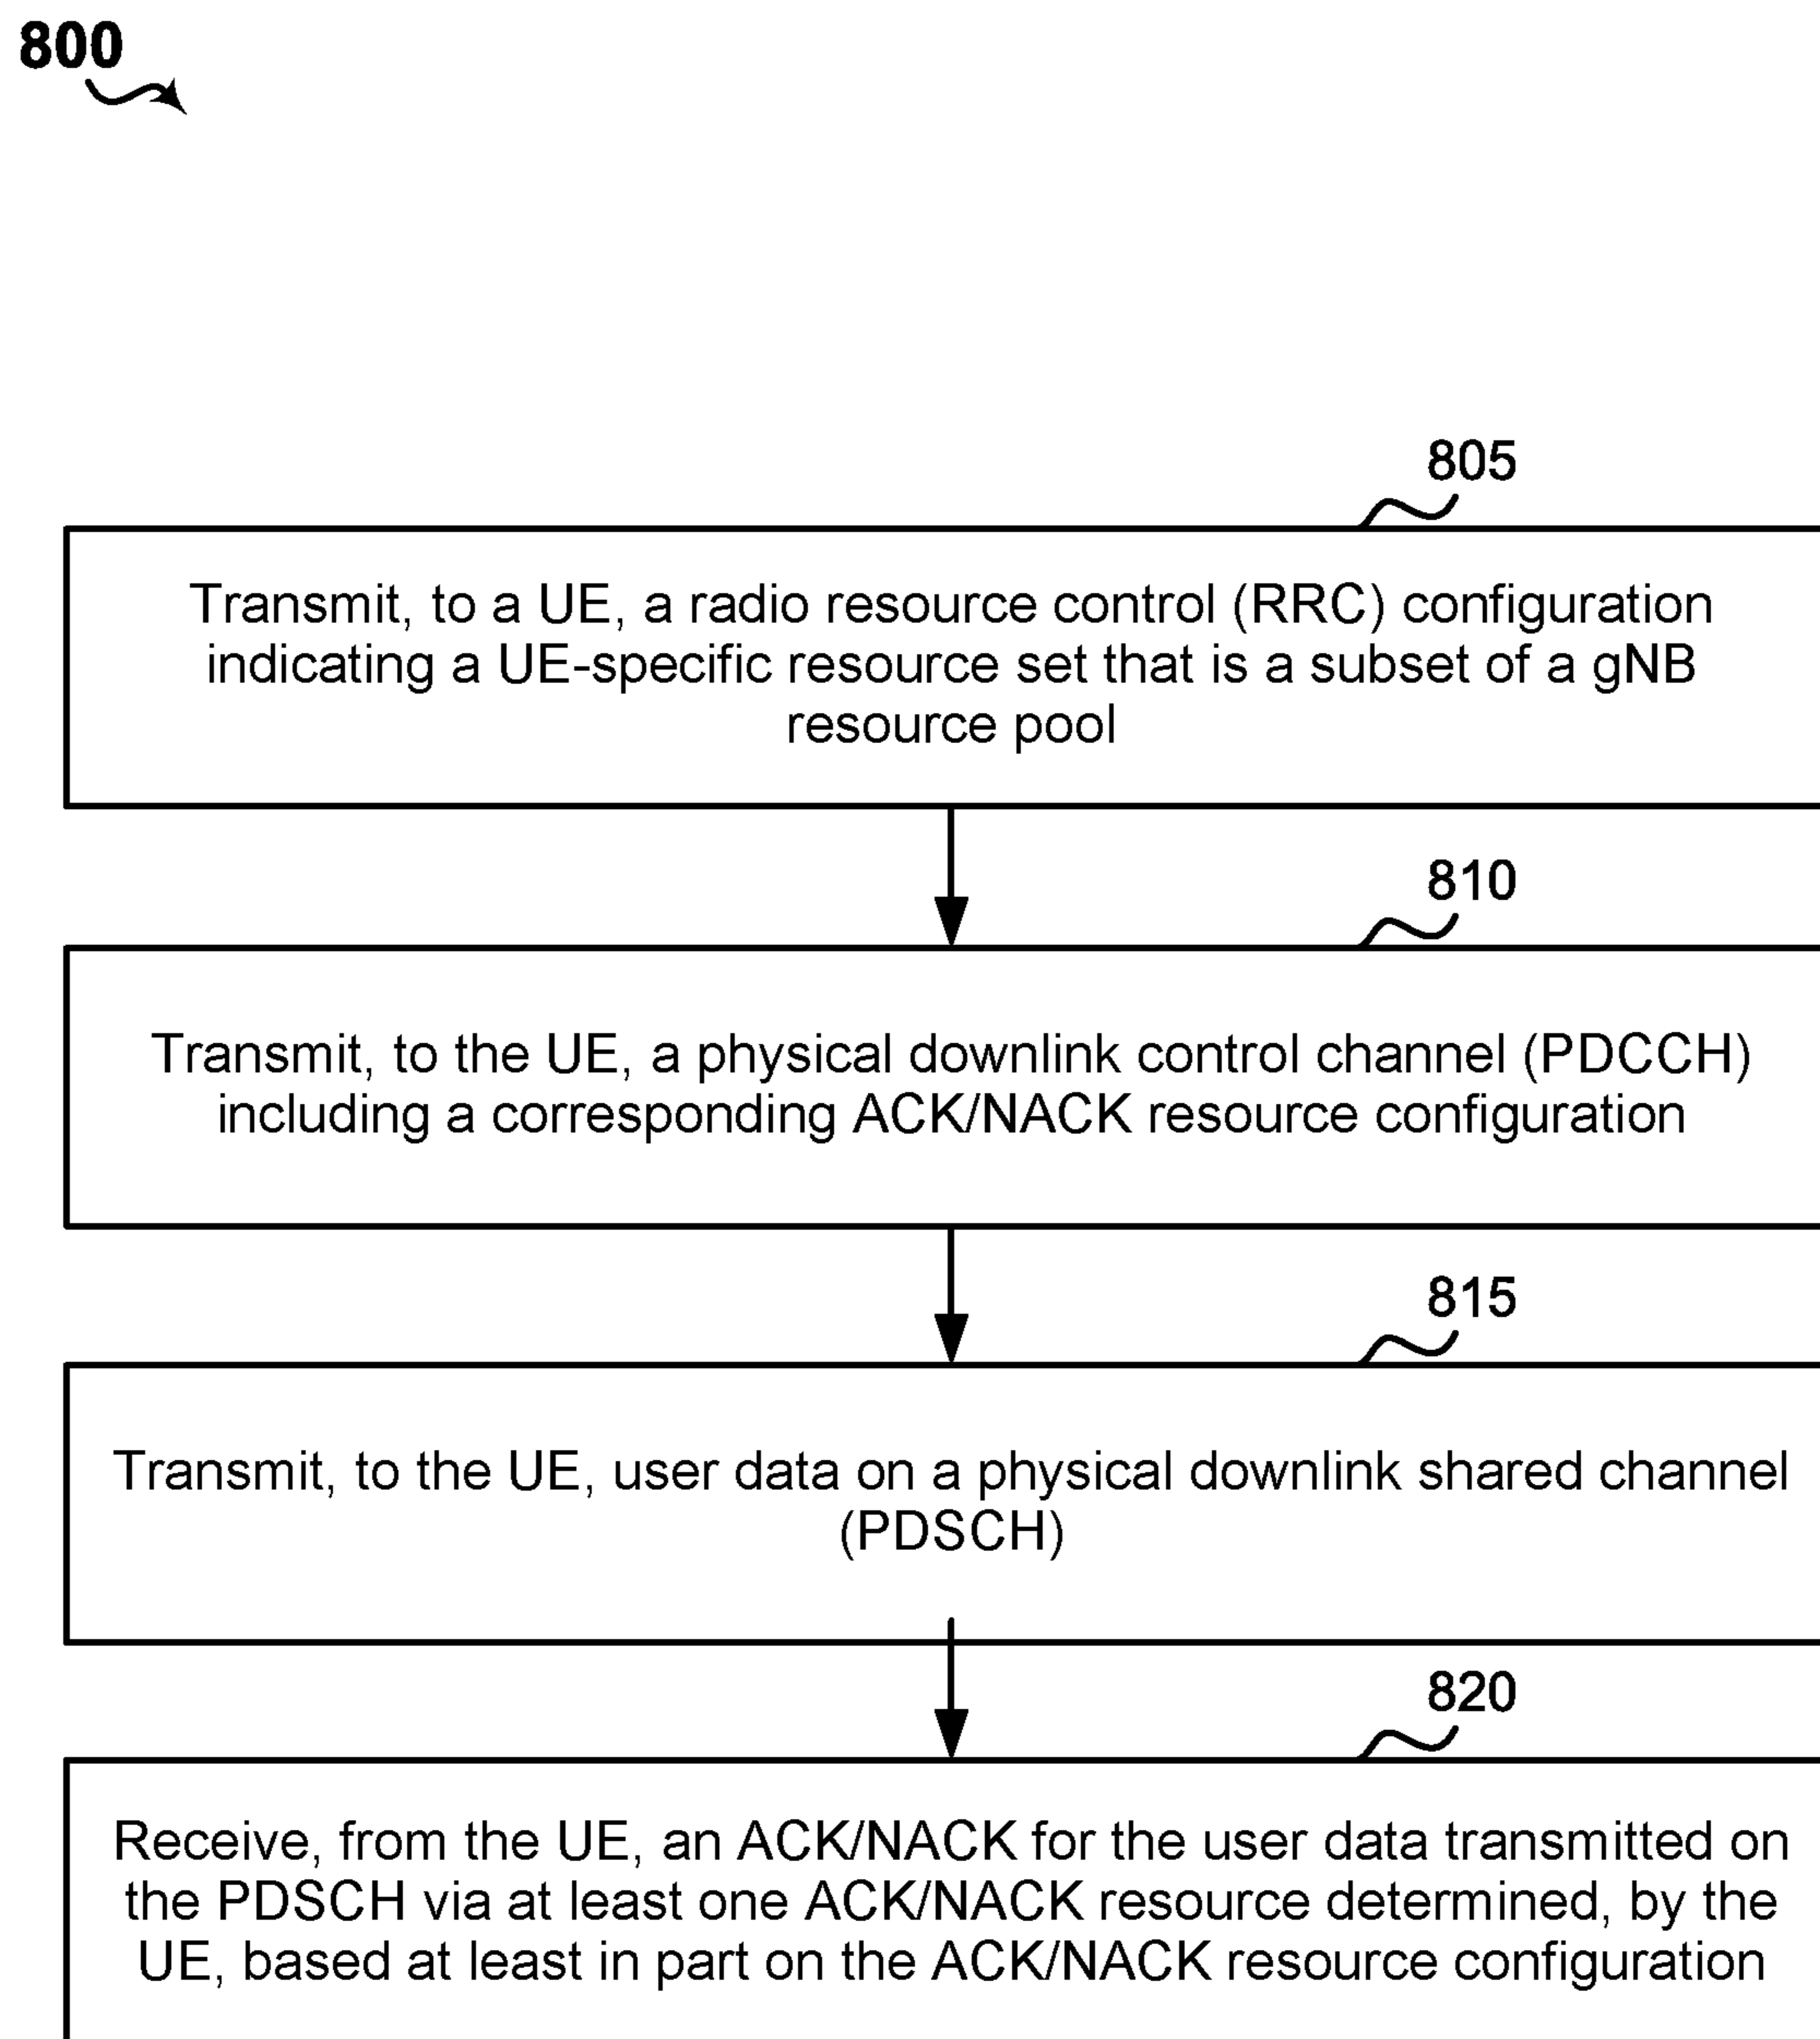 800
805
Transmit, to a UE, a radio resource control (RRC) configuration
indicating a UE-specific resource set that is a subset of a gNB
resource pool
810
Transmit, to the UE, a physical downlink control channel (PDCCH)
including a corresponding ACK/NACK resource configuration
815
Transmit, to the UE, user data on a physical downlink shared channel
(PDSCH)
820
Receive, from the UE, an ACK/NACK for the user data transmitted on
the PDSCH via at least one ACK/NACK resource determined, by the
UE, based at least in part on the ACK/NACK resource configuration